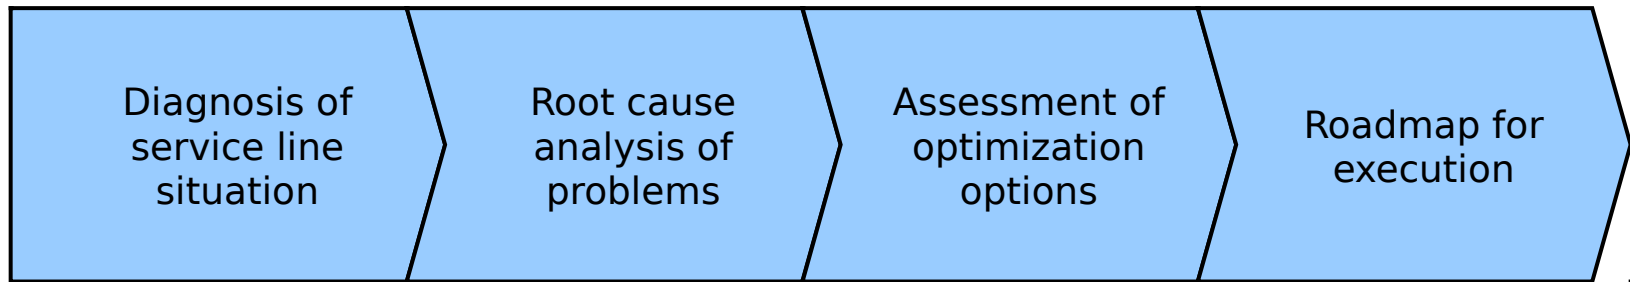 Diagnosis of
service line
situation
Root cause
analysis of
problems
Assessment of
optimization
options
Roadmap for
execution